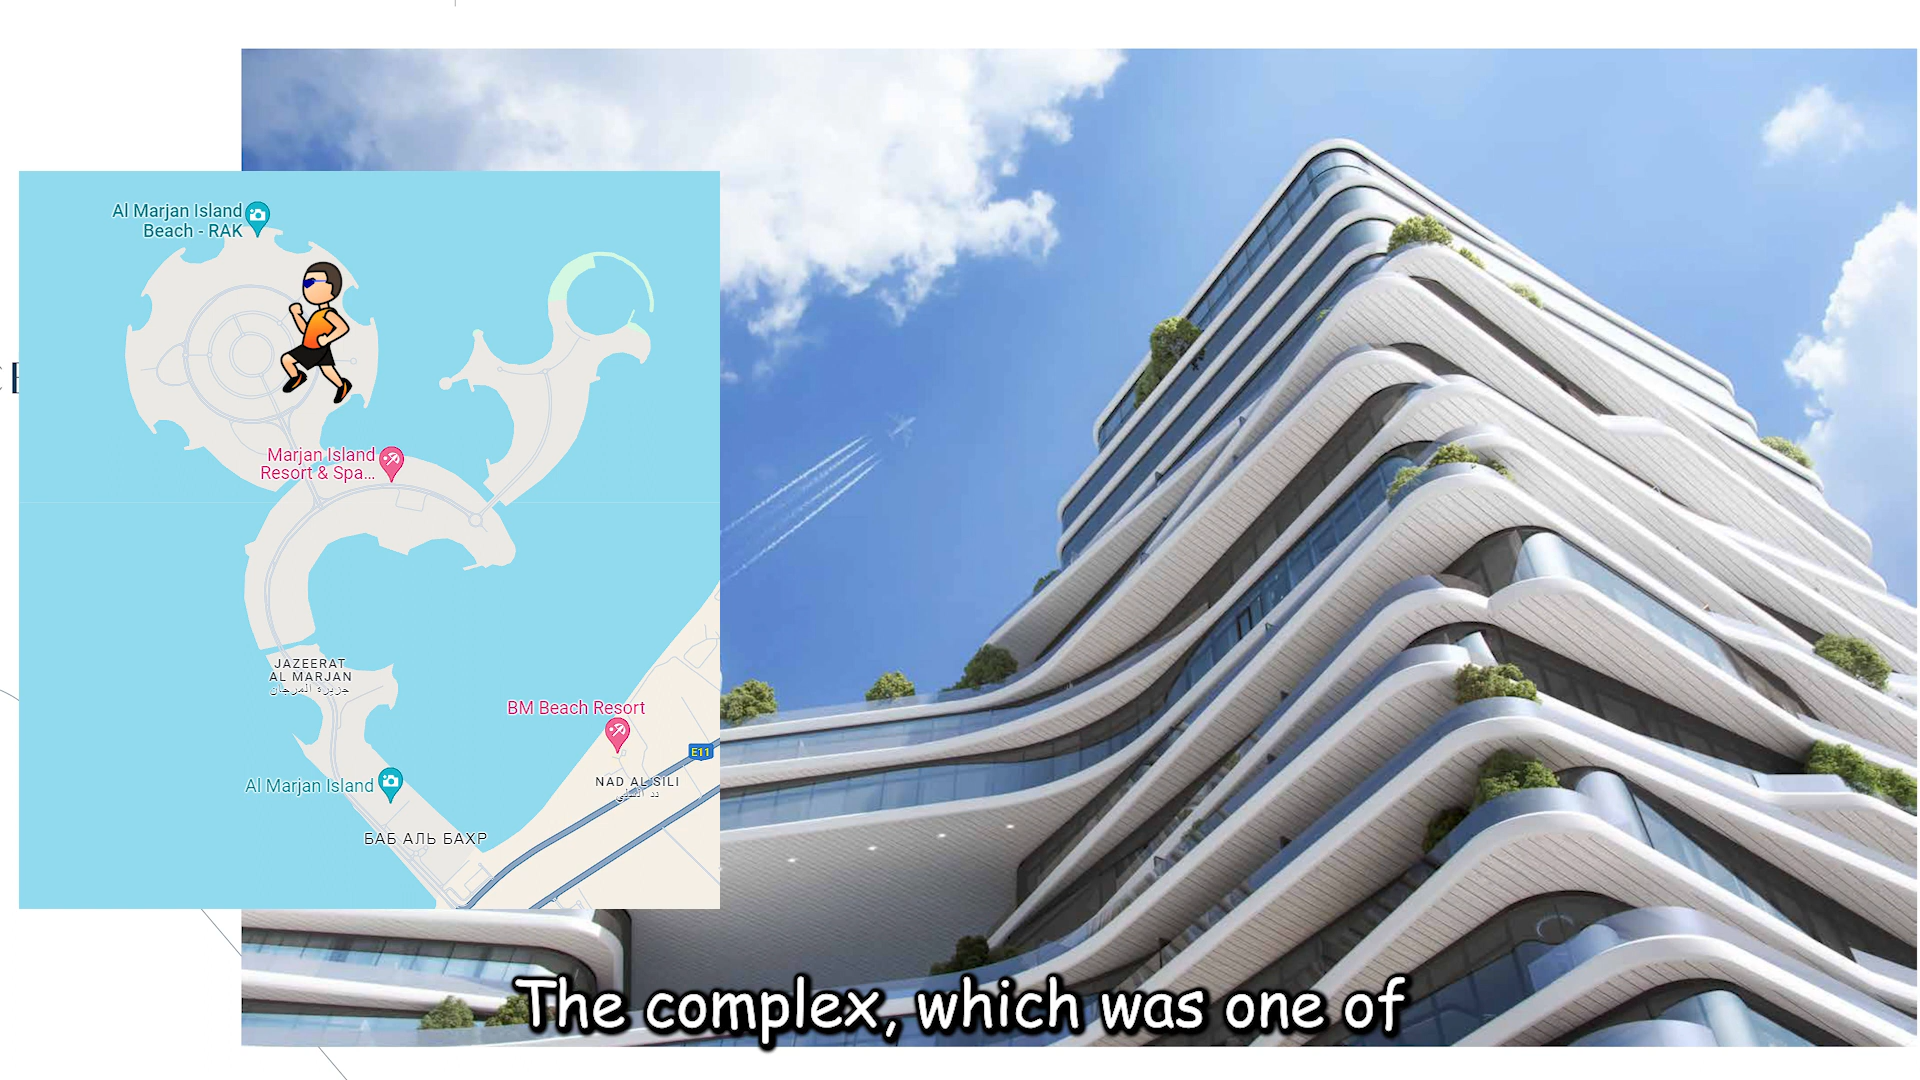 Al Marjan Island
Beach - RAK
Marjan Island
Resort & Spa...
JAZEERAT
AL MARJAN
جزيرة المرجان
BM Beach Resort
E11
NAD AL SILI
Al Marjan Island
БАБ АЛЬ БАХР
The complex, which was one of